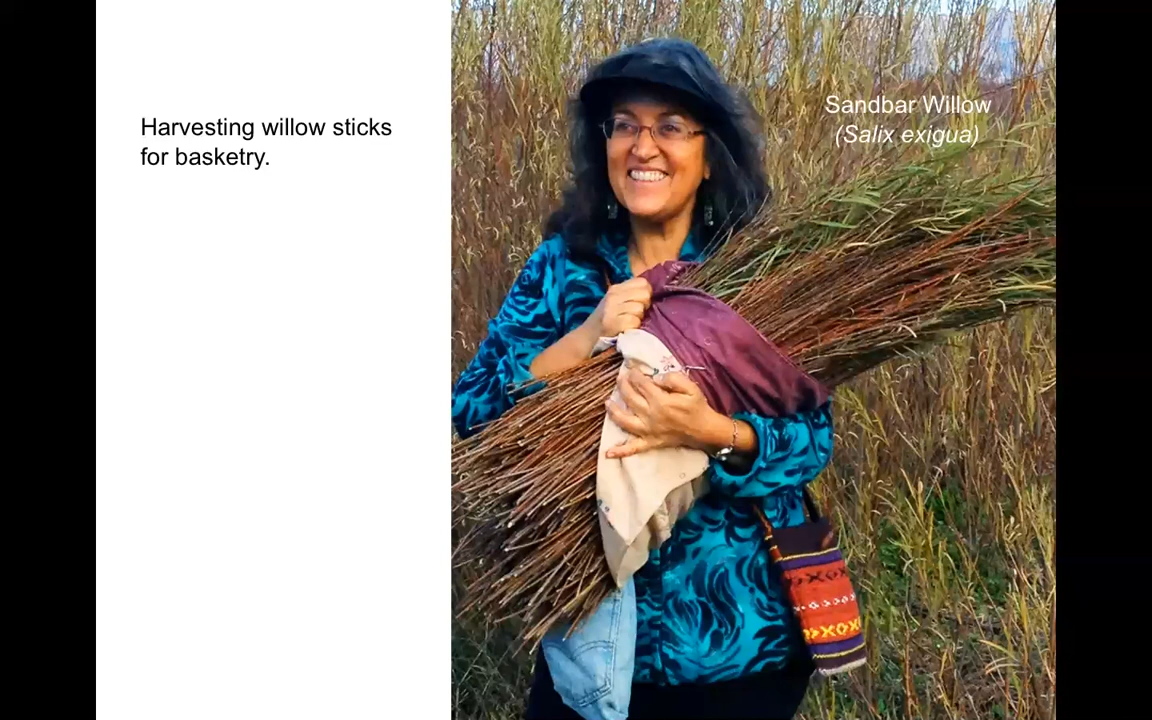 Harvesting willow sticks
for basketry.
Sandbar Willow
(Salix exigua)